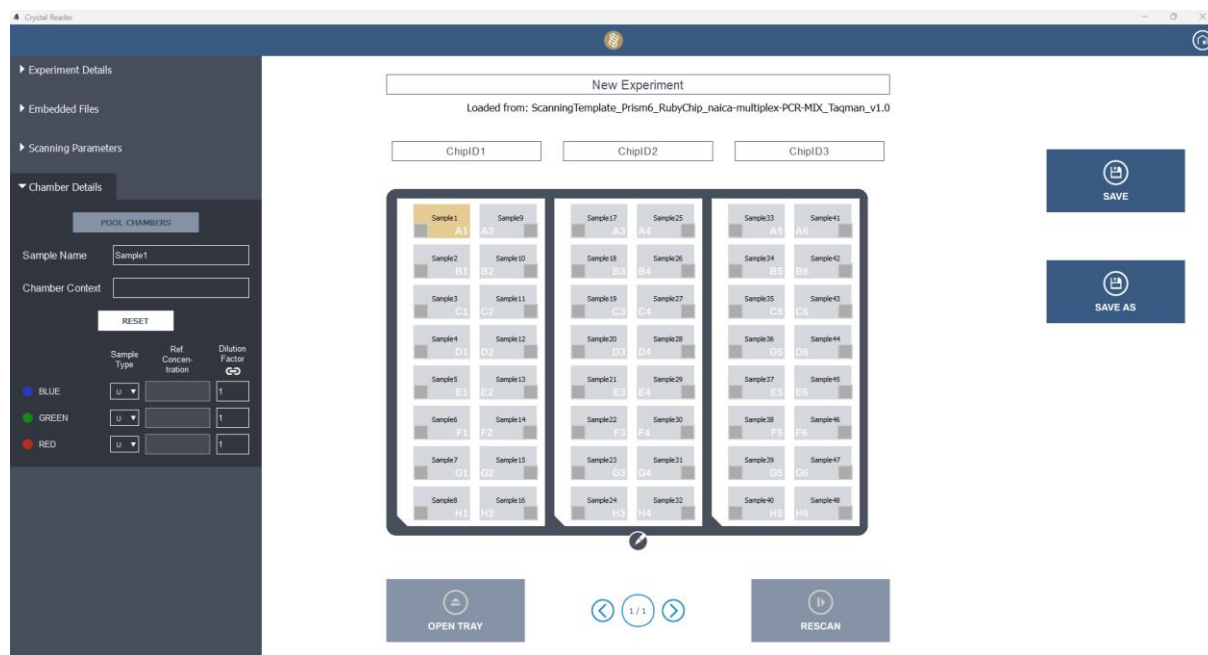 Crystal Reader
Experiment Details
Embedded Files
Scanning Parameters
Chamber Details
POOL CHAMBERS
Sample Name Sample1
Chamber Context
RESET
Sample Type Ref. Concen-tration Dilution Factor
BLUE U 1
GREEN U 1
RED U 1
New Experiment
Loaded from: ScanningTemplate_Prism6_RubyChip_naica-multiplex-PCR-MIX_Taqman_v1.0
ChipID1 ChipID2 ChipID3
Sample1 Sample9 Sample17 Sample25 Sample33 Sample41
A1 A2 A3 A4 A5 A6
Sample2 Sample10 Sample18 Sample26 Sample34 Sample42
B1 B2 B3 B4 B5 B6
Sample3 Sample11 Sample19 Sample27 Sample35 Sample43
C1 C2 C3 C4 C5 C6
Sample4 Sample12 Sample20 Sample28 Sample36 Sample44
D1 D2 D3 D4 D5 D6
Sample5 Sample13 Sample21 Sample29 Sample37 Sample45
E1 E2 E3 E4 E5 E6
Sample6 Sample14 Sample22 Sample30 Sample38 Sample46
F1 F2 F3 F4 F5 F6
Sample7 Sample15 Sample23 Sample31 Sample39 Sample47
G1 G2 G3 G4 G5 G6
Sample8 Sample16 Sample24 Sample32 Sample40 Sample48
H1 H2 H3 H4 H5 H6
OPEN TRAY
1/1
RESCAN
SAVE
SAVE AS